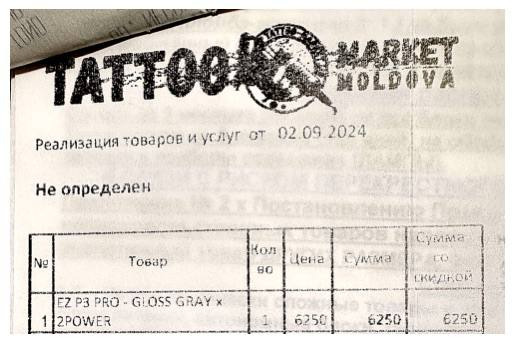 TATTOO MARKET
MOLDOVA
Реализация товаров и услуг от 02.09.2024
Не определен
№ Товар Кол во Цена Сумма Сумма со скидкой
EZ P3 PRO - GLOSS GRAY x
1 2POWER 1 6250 6250 6250